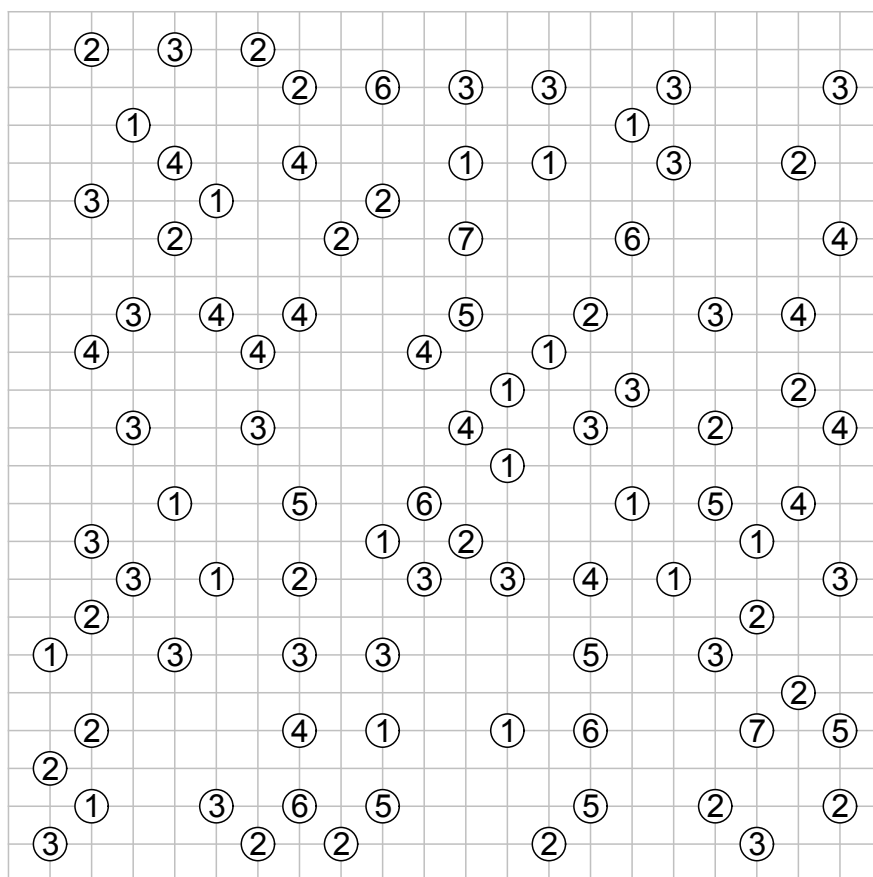 2 3 2
2 6 3 3 3 3
1 1
4 4 1 1 3 2
3 1 2
2 2 7 6 4
3 4 4 5 2 3 4
4 4 4 1
1 3 2
3 3 4 3 2 4
1
1 5 6 1 5 4
3 1 2 1
3 1 2 3 3 4 1 3
2 2
1 3 3 3 5 3
2
2 4 1 1 6 7 5
2
1 3 6 5 5 2 2
3 2 2 2 3